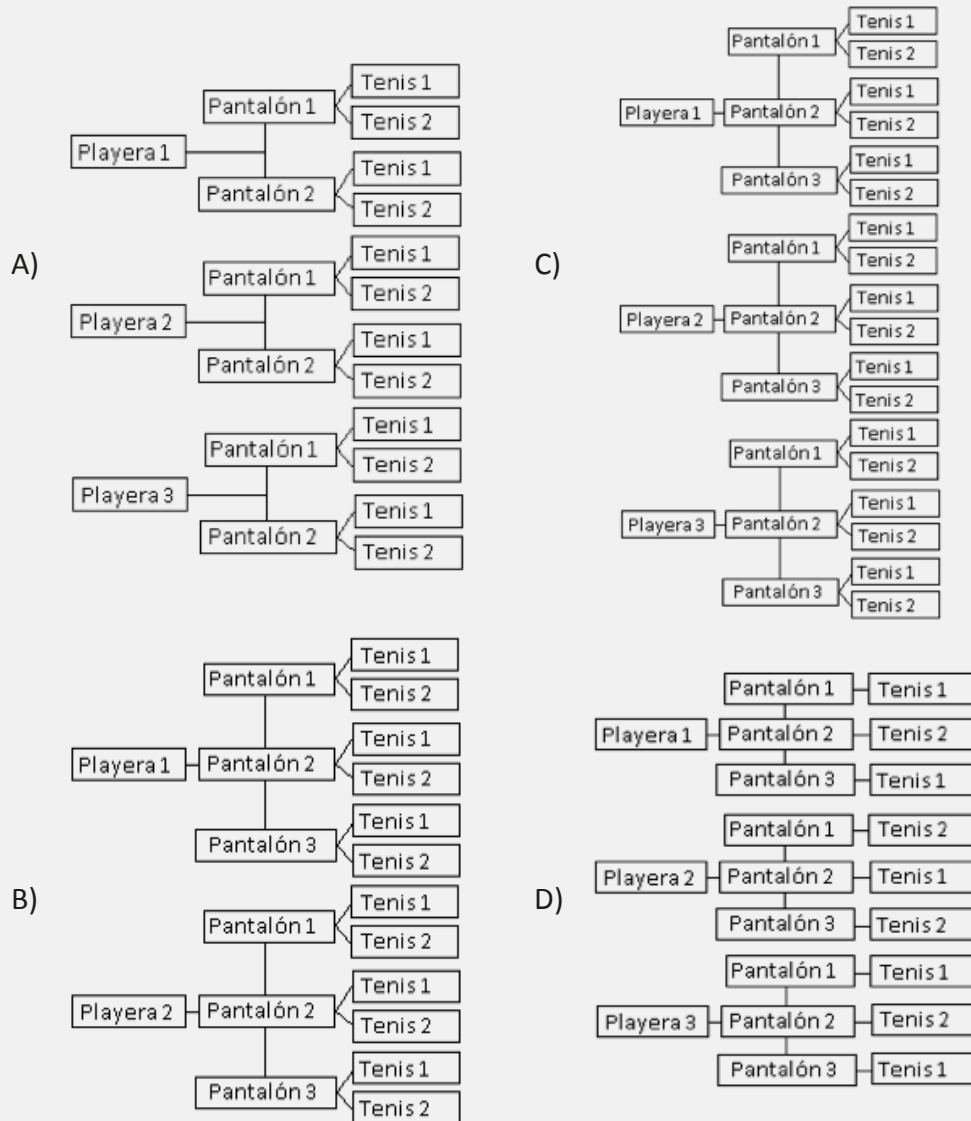 A)
Playera 1
Pantalón 1
Tenis 1
Tenis 2
Pantalón 2
Tenis 1
Tenis 2
Playera 2
Pantalón 1
Tenis 1
Tenis 2
Pantalón 2
Tenis 1
Tenis 2
Playera 3
Pantalón 1
Tenis 1
Tenis 2
Pantalón 2
Tenis 1
Tenis 2
B)
Playera 1
Pantalón 1
Tenis 1
Tenis 2
Pantalón 2
Tenis 1
Tenis 2
Pantalón 3
Tenis 1
Tenis 2
Playera 2
Pantalón 1
Tenis 1
Tenis 2
Pantalón 2
Tenis 1
Tenis 2
Pantalón 3
Tenis 1
Tenis 2
C)
Playera 1
Pantalón 1
Tenis 1
Tenis 2
Pantalón 2
Tenis 1
Tenis 2
Pantalón 3
Tenis 1
Tenis 2
Playera 2
Pantalón 1
Tenis 1
Tenis 2
Pantalón 2
Tenis 1
Tenis 2
Pantalón 3
Tenis 1
Tenis 2
Playera 3
Pantalón 1
Tenis 1
Tenis 2
Pantalón 2
Tenis 1
Tenis 2
Pantalón 3
Tenis 1
Tenis 2
D)
Playera 1
Pantalón 1
Tenis 1
Pantalón 2
Tenis 2
Pantalón 3
Tenis 1
Playera 2
Pantalón 1
Tenis 2
Pantalón 2
Tenis 1
Pantalón 3
Tenis 2
Playera 3
Pantalón 1
Tenis 1
Pantalón 2
Tenis 2
Pantalón 3
Tenis 1